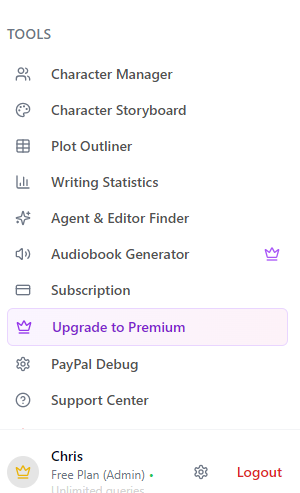 TOOLS
Character Manager
Character Storyboard
Plot Outliner
Writing Statistics
Agent & Editor Finder
Audiobook Generator
Subscription
Upgrade to Premium
PayPal Debug
Support Center
Chris
Free Plan (Admin) •
Logout
Unlimited queries